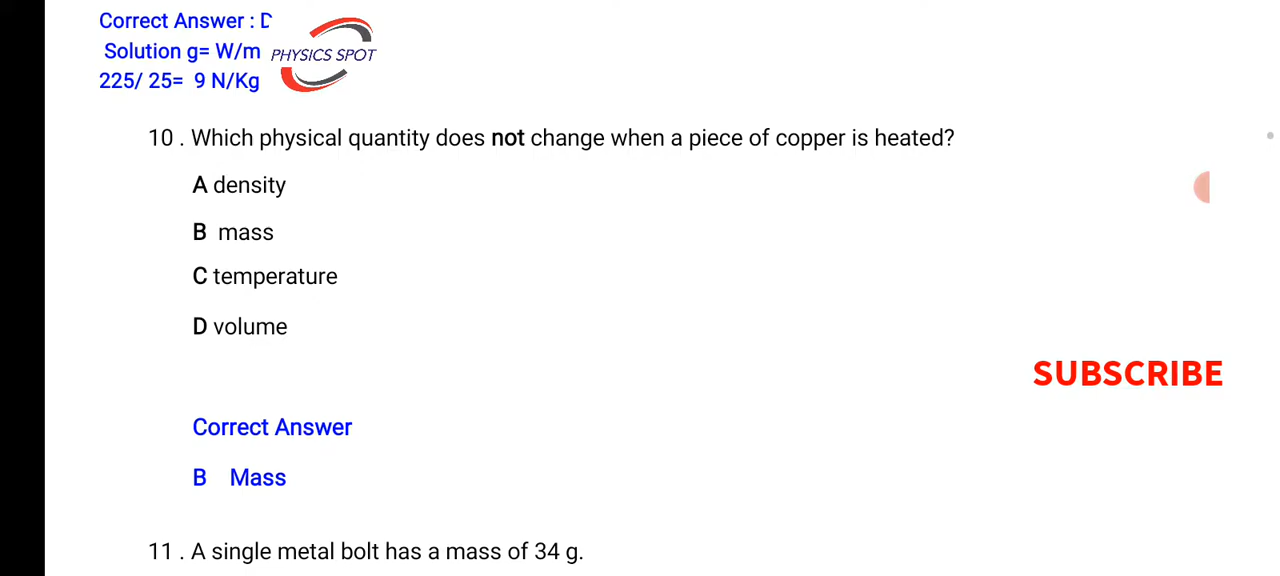 Correct Answer : D
Solution g= W/m
PHYSICS SPOT
225/ 25= 9 N/Kg
10 . Which physical quantity does not change when a piece of copper is heated?
A density
B mass
C temperature
D volume
SUBSCRIBE
Correct Answer
B Mass
11 . A single metal bolt has a mass of 34 g.